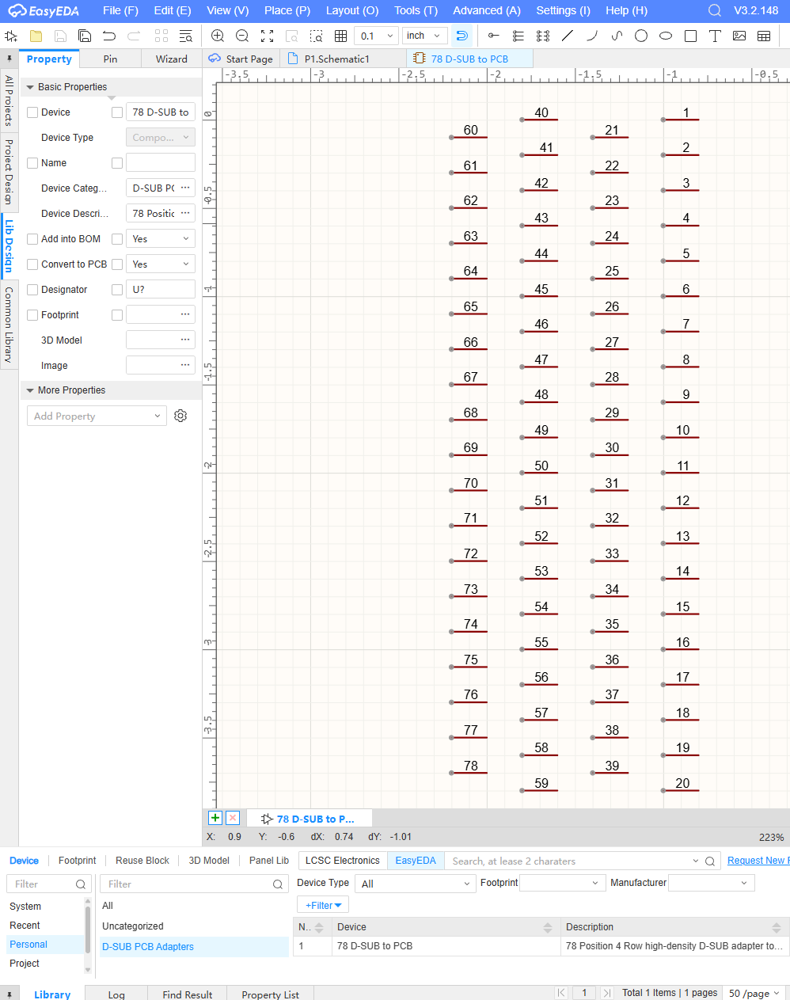 EasyEDA File (F) Edit (E) View (V) Place (P) Layout (O) Tools (T) Advanced (A) Settings (I) Help (H) V3.2.148
0.1 inch
Property Pin Wizard Start Page P1.Schematic1 78 D-SUB to PCB
-3.5 -3 -2.5 -2 -1.5 -1 -0.5
All Projects
Project Design
Lib Design
Common Library
Basic Properties
Device 78 D-SUB to
Device Type Compo...
Name
Device Categ... D-SUB PC ...
Device Descri... 78 Positic ...
Add into BOM Yes
Convert to PCB Yes
Designator U?
Footprint ...
3D Model ...
Image ...
More Properties
Add Property
0
-0.5
-1
-1.5
-2
-2.5
-3
-3.5
40 1
60 21
41 2
61 22
42 3
62 23
43 4
63 24
44 5
64 25
45 6
65 26
46 7
66 27
47 8
67 28
48 9
68 29
49 10
69 30
50 11
70 31
51 12
71 32
52 13
72 33
53 14
73 34
54 15
74 35
55 16
75 36
56 17
76 37
57 18
77 38
58 19
78 39
59 20
78 D-SUB to P...
X: 0.9 Y: -0.6 dX: 0.74 dY: -1.01 223%
Device Footprint Reuse Block 3D Model Panel Lib LCSC Electronics EasyEDA Search, at lease 2 charaters Request New F
Filter Filter Device Type All Footprint Manufacturer
System All +Filter
Recent Uncategorized N.. Device Description
Personal D-SUB PCB Adapters 1 78 D-SUB to PCB 78 Position 4 Row high-density D-SUB adapter to...
Project
Library Log Find Result Property List 1 Total 1 Items | 1 pages 50 /page